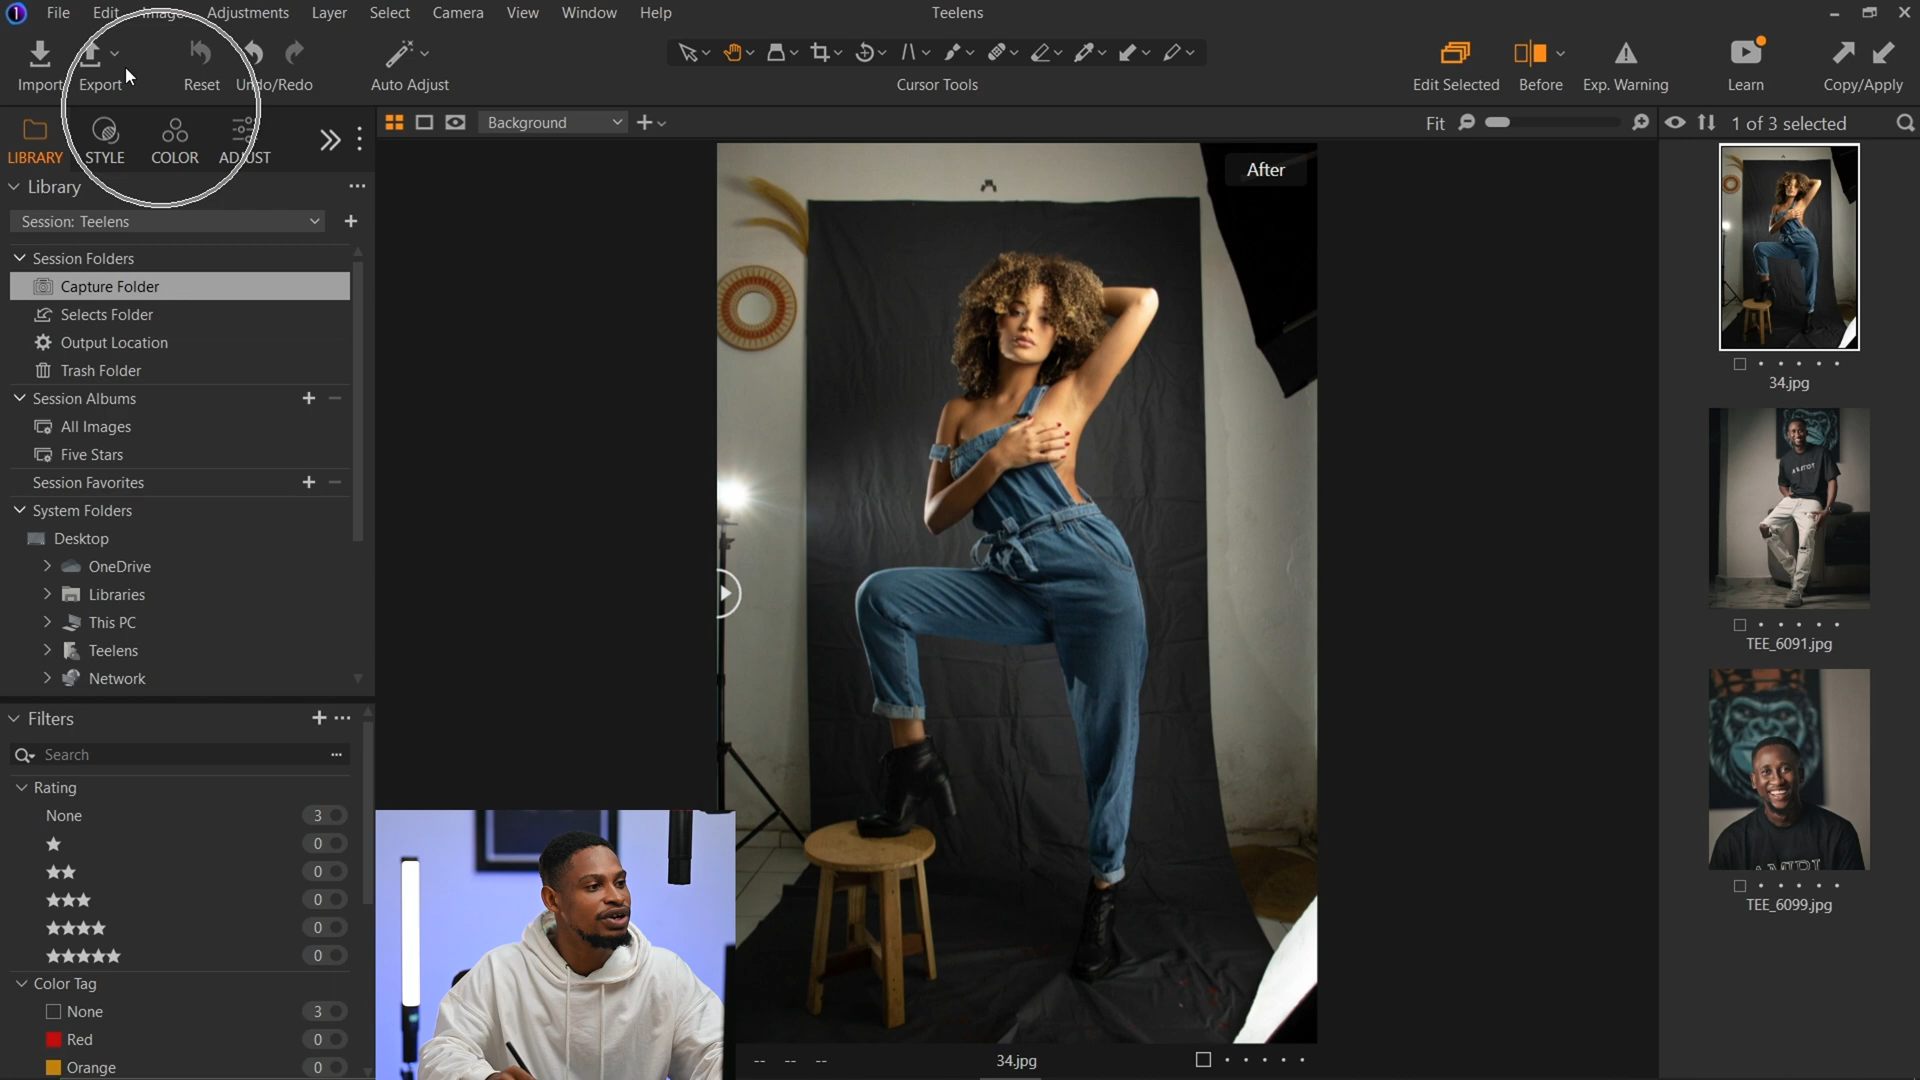 File Edit Image Adjustments Layer Select Camera View Window Help
Teelens
Import Export Reset Undo/Redo Auto Adjust
Cursor Tools
Edit Selected Before Exp. Warning Learn Copy/Apply
LIBRARY STYLE COLOR ADJUST
Background
Fit
1 of 3 selected
Library
After
Session: Teelens
Session Folders
Capture Folder
Selects Folder
Output Location
Trash Folder
Session Albums
All Images
Five Stars
Session Favorites
System Folders
Desktop
OneDrive
Libraries
This PC
Teelens
Network
Filters
Search
Rating
None 3
0
0
0
0
0
Color Tag
None 3
Red 0
Orange 0
34.jpg
34.jpg
TEE_6091.jpg
TEE_6099.jpg